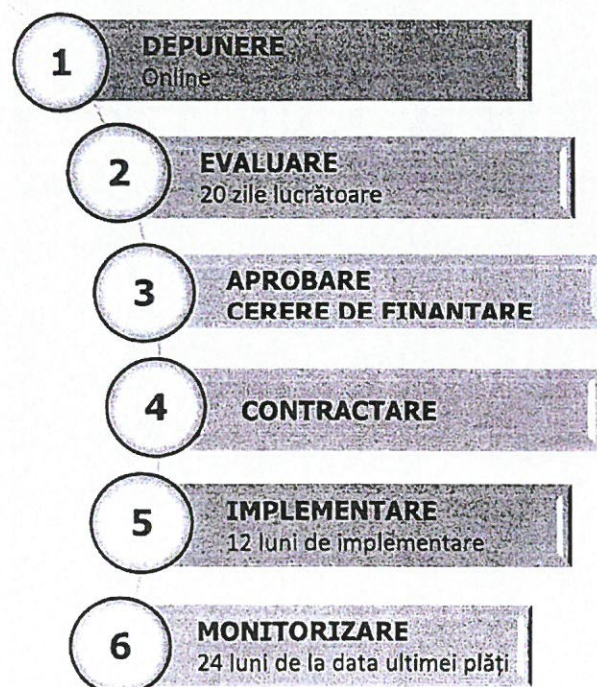 1
DEPUNERE
Online
2
EVALUARE
20 zile lucrătoare
3
APROBARE
CERERE DE FINANTARE
4
CONTRACTARE
5
IMPLEMENTARE
12 luni de implementare
6
MONITORIZARE
24 luni de la data ultimei plăți